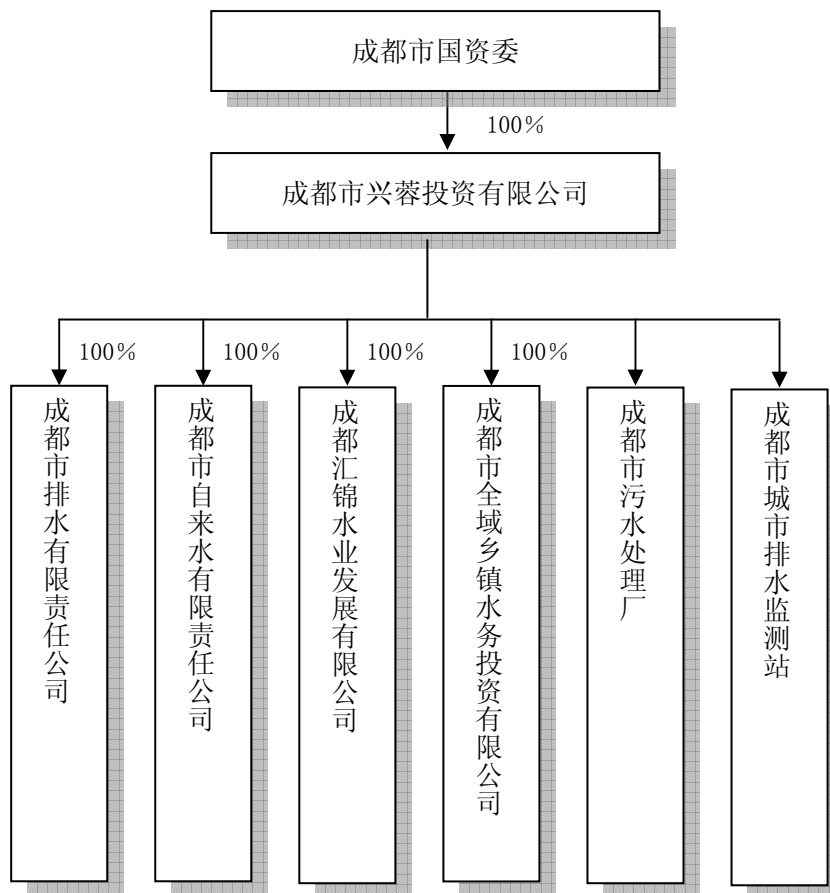 成都市国资委
100%
成都市兴蓉投资有限公司
100%
100%
100%
100%
成都市排水有限责任公司
成都市自来水有限责任公司
成都汇锦水业发展有限公司
成都市全域乡镇水务投资有限公司
成都市污水处理厂
成都市城市排水监测站